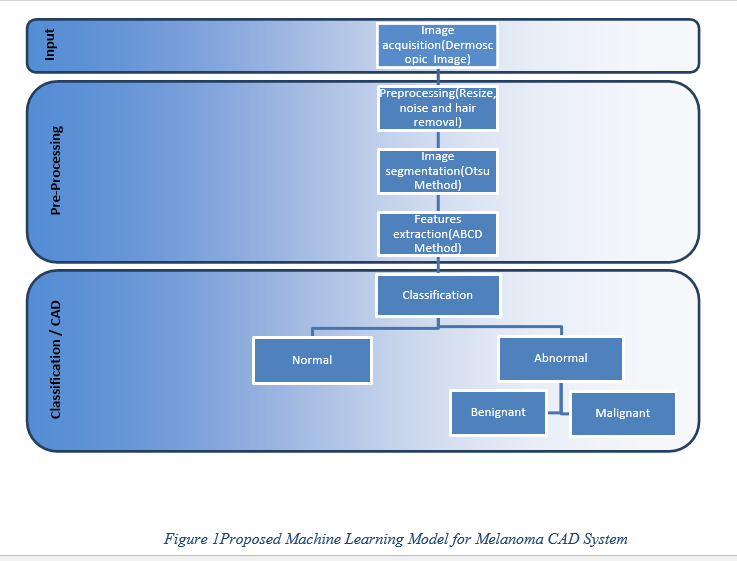 Input
Image
acquisition(Dermosc
opic Image)
Pre-Processing
Preprocessing(Resize,
noise and hair
removal)
Image
segmentation(Otsu
Method)
Features
extraction(ABCD
Method)
Classification / CAD
Classification
Normal
Abnormal
Benignant
Malignant
Figure 1Proposed Machine Learning Model for Melanoma CAD System